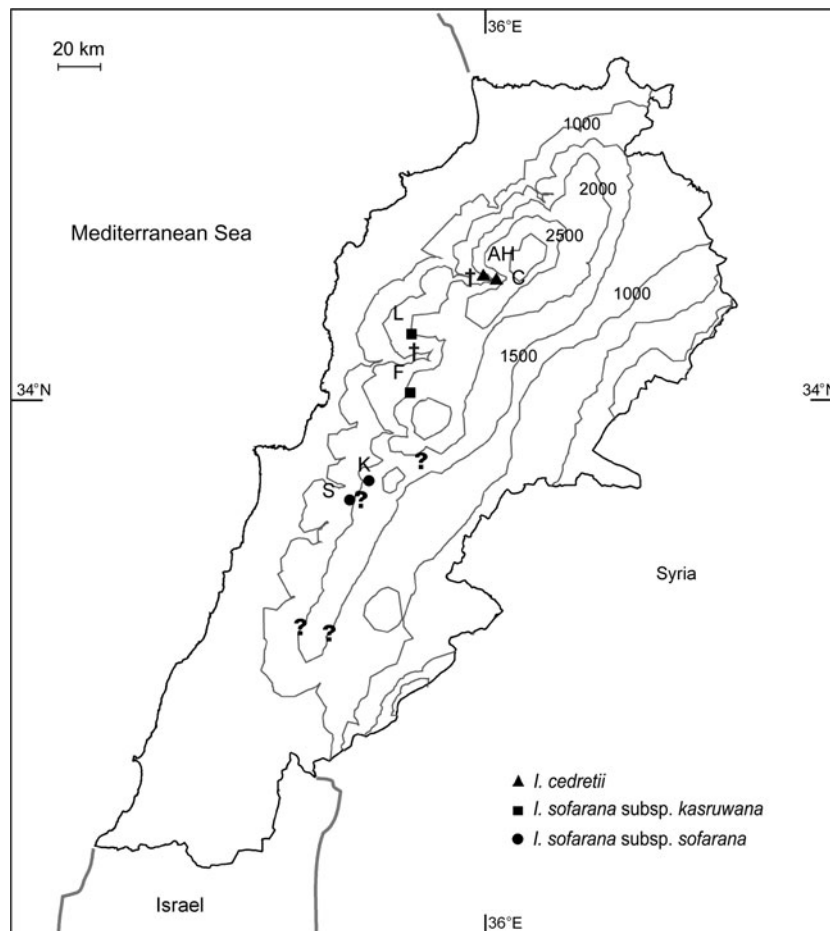 36°E
20 km
1000
2000
Mediterranean Sea
2500
AH
† C
1000
L
†
1500
F
34°N
34°N
?
K
S ?
Syria
? ?
I. cedretii
I. sofarana subsp. kasruwana
I. sofarana subsp. sofarana
Israel
36°E